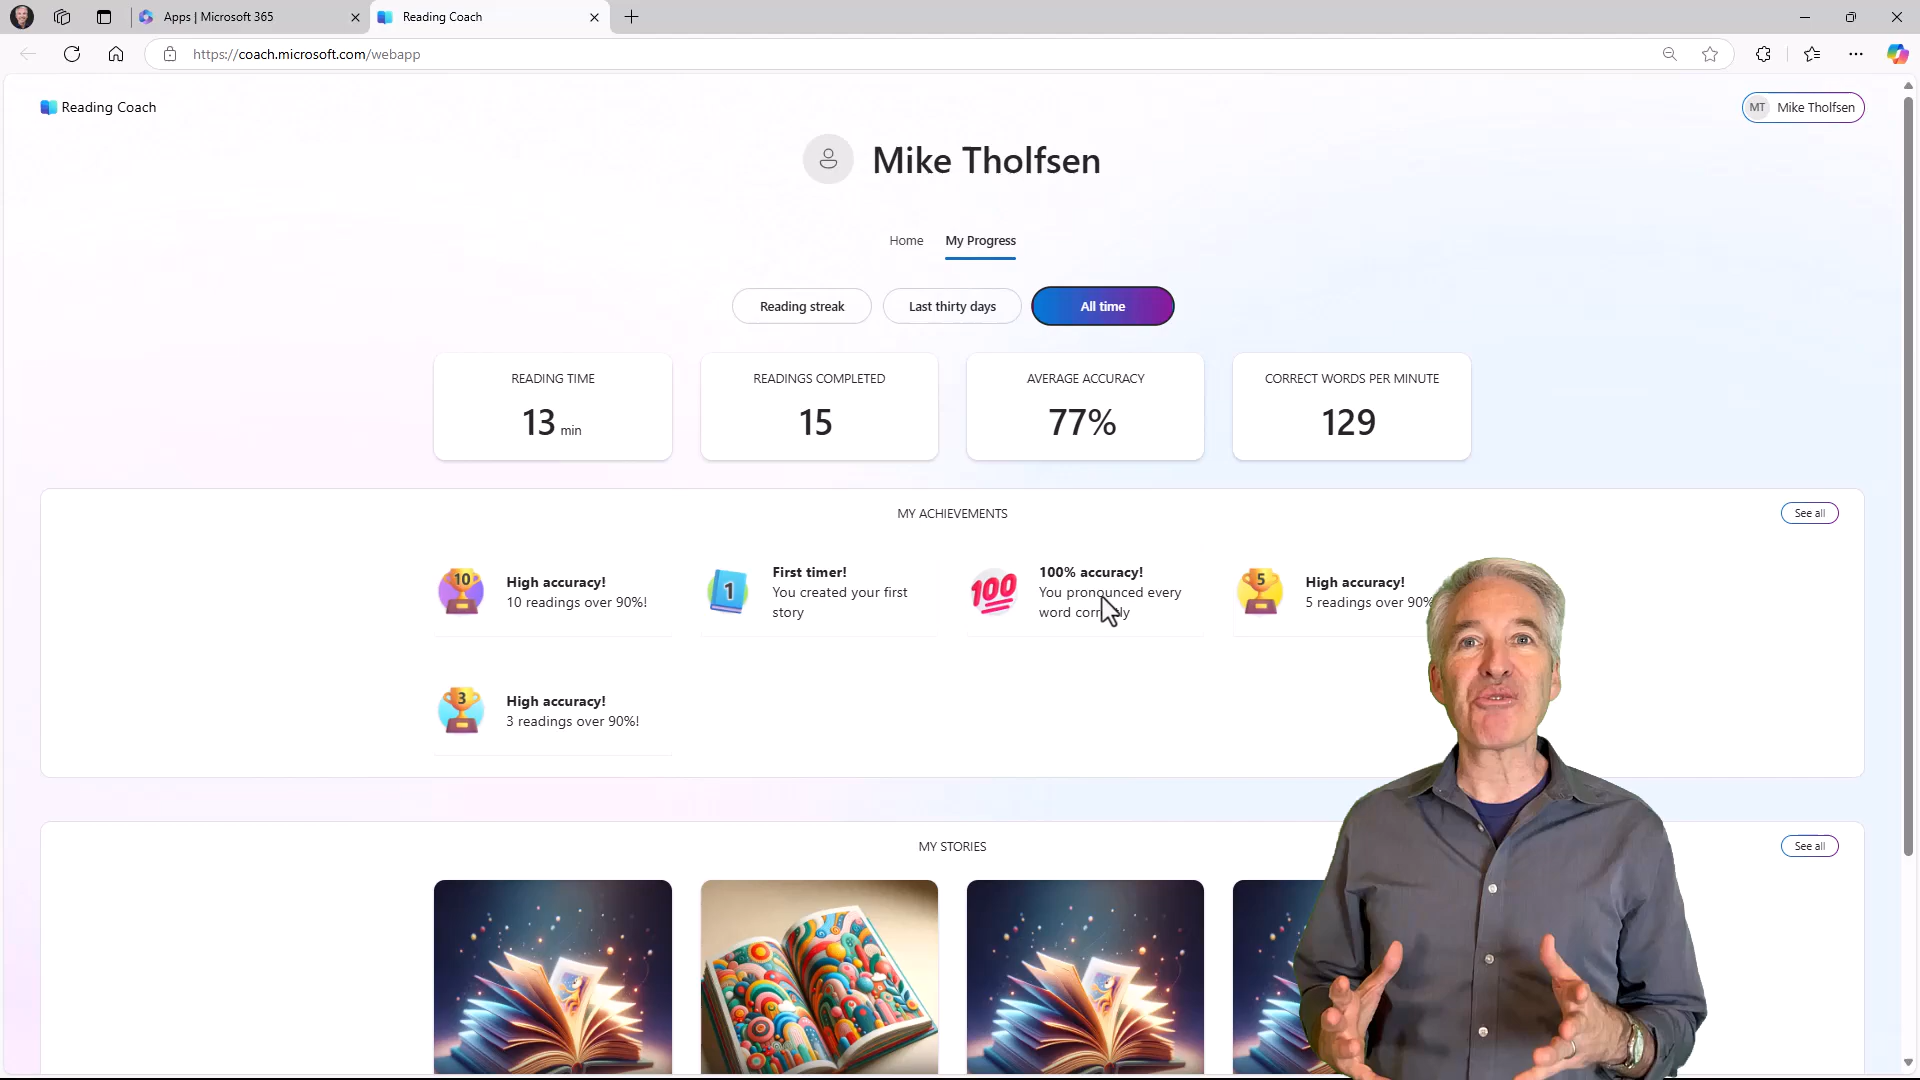 Apps | Microsoft 365
Reading Coach
https://coach.microsoft.com/webapp
Reading Coach
MT Mike Tholfsen
Mike Tholfsen
Home My Progress
Reading streak Last thirty days All time
READING TIME
13 min
READINGS COMPLETED
15
AVERAGE ACCURACY
77%
CORRECT WORDS PER MINUTE
129
MY ACHIEVEMENTS
See all
10
High accuracy!
10 readings over 90%!
1
First timer!
You created your first
story
100
100% accuracy!
You pronounced every
word
5
High accuracy!
5 readings over 90%
3
High accuracy!
3 readings over 90%!
MY STORIES
See all